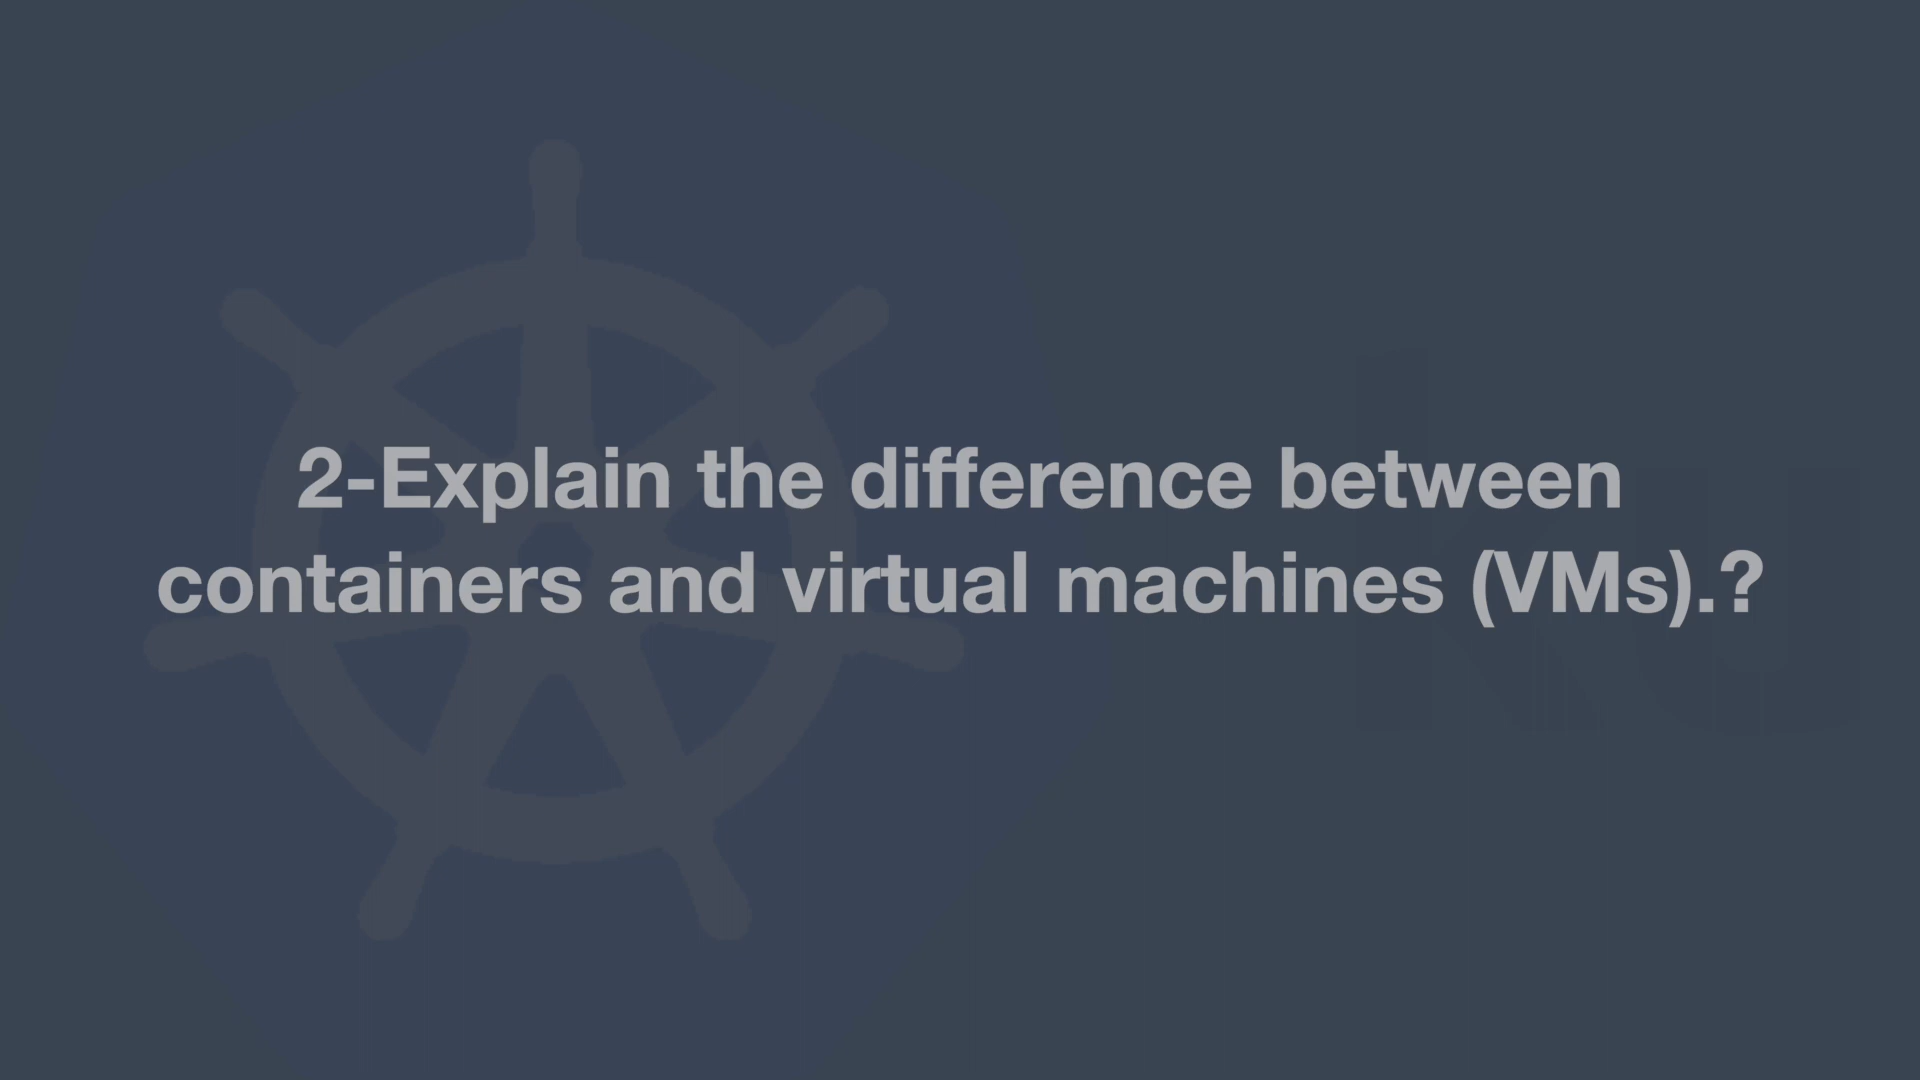 2-Explain the difference between
containers and virtual machines (VMs).?